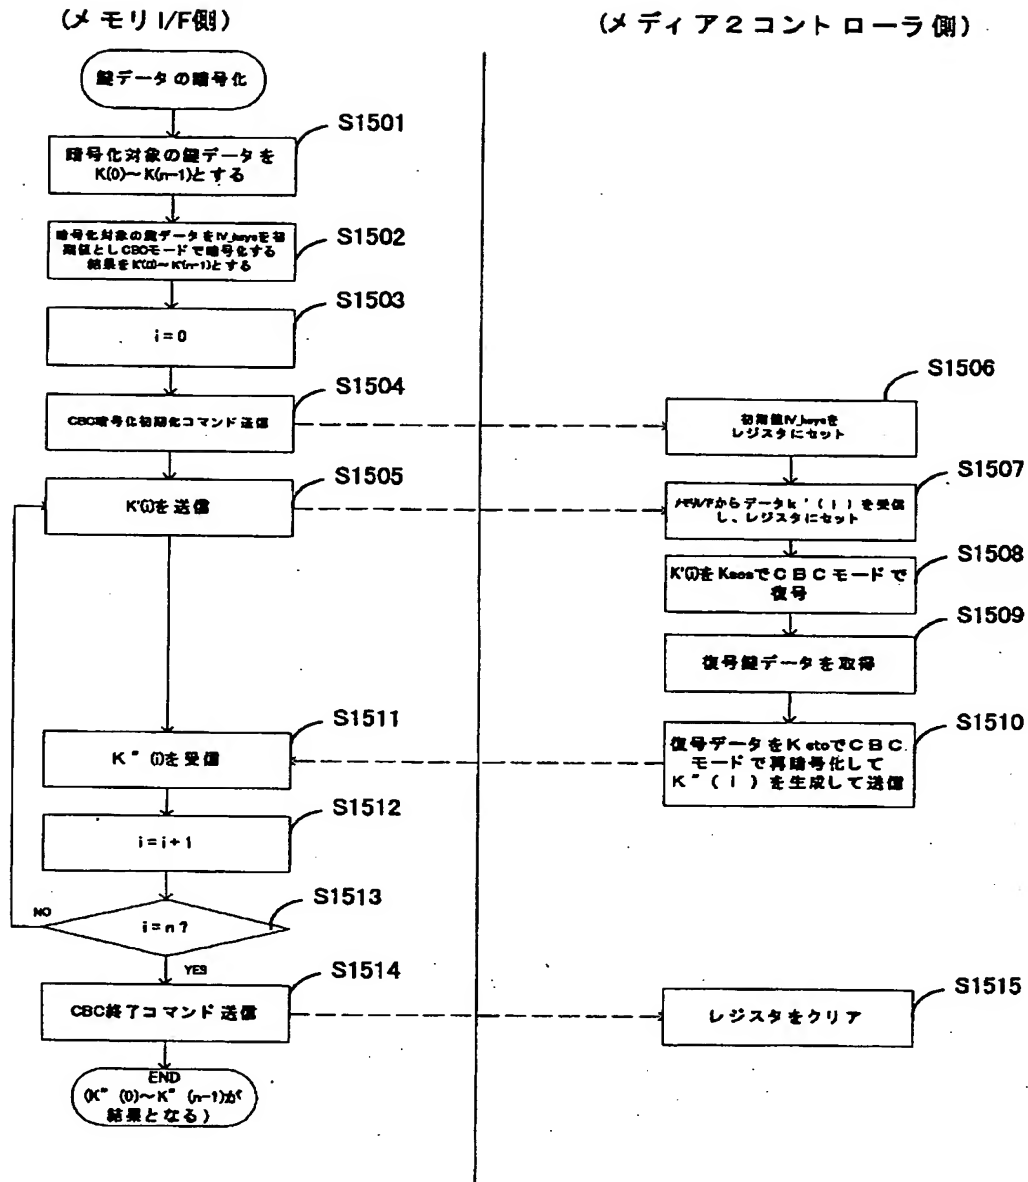 (メモリI/F側)
(メディア2コントローラ側)
鍵データの暗号化
S1501
暗号化対象の鍵データを
K(0)~K(n-1)とする
S1502
暗号化対象の鍵データをIV_keysを初
期値としCBCモードで暗号化する
結果をK'(0)~K'(n-1)とする
S1503
i=0
S1504
CBC暗号化初期化コマンド送信
S1505
K'(i)を送信
S1506
初期値IV_keysを
レジスタにセット
S1507
メモリI/Fからデータk'(i)を受信
し、レジスタにセット
S1508
K'(i)をKsesでCBCモードで
復号
S1509
復号鍵データを取得
S1510
復号データをKstoでCBC
モードで再暗号化して
K"(i)を生成して送信
S1511
K"(i)を受信
S1512
i=i+1
S1513
i=n?
NO
YES
S1514
CBC終了コマンド送信
S1515
レジスタをクリア
END
(K"(0)~K"(n-1)が
結果となる)